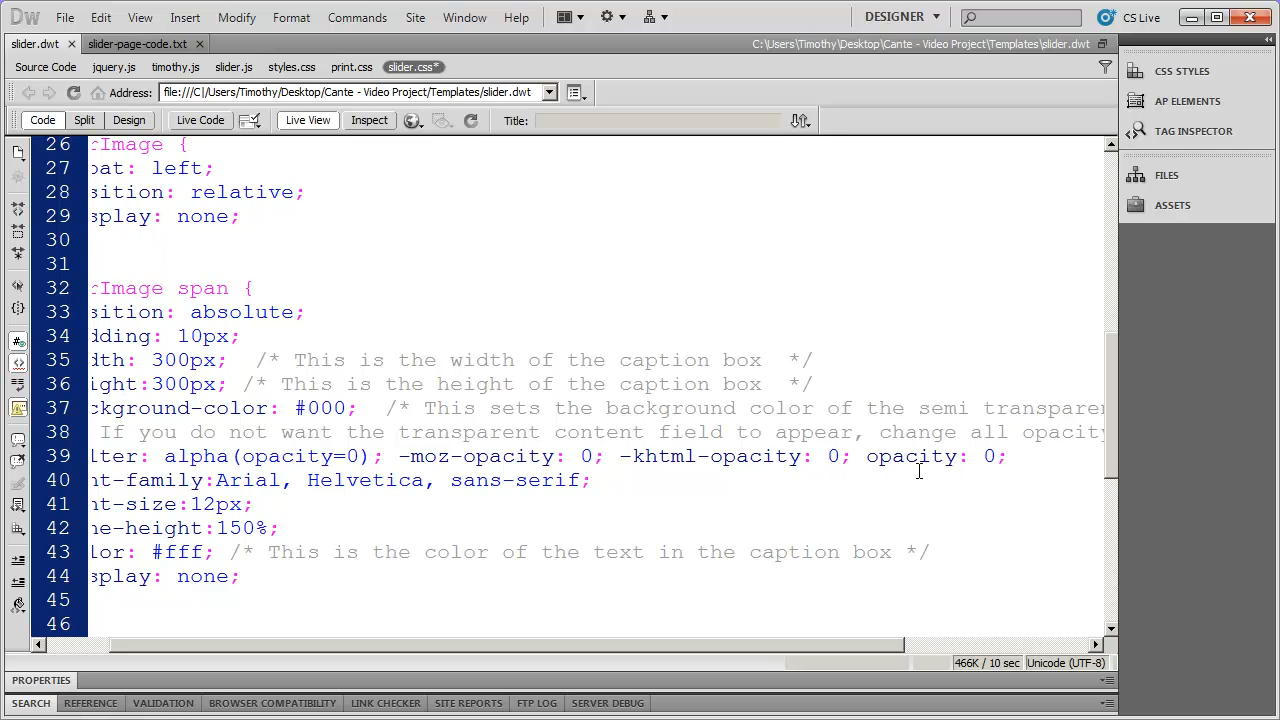 Dw File Edit View Insert Modify Format Commands Site Window Help DESIGNER CS Live
slider.dwt slider-page-code.txt C:\Users\Timothy\Desktop\Cante - Video Project\Templates\slider.dwt
Source Code jquery.js timothy.js slider.js styles.css print.css slider.css*
Address: file:///C|/Users/Timothy/Desktop/Cante - Video Project/Templates/slider.dwt
Code Split Design Live Code Live View Inspect Title:
CSS STYLES
AP ELEMENTS
TAG INSPECTOR
FILES
ASSETS
26 rImage {
27 oat: left;
28 sition: relative;
29 splay: none;
30
31
32 rImage span {
33 sition: absolute;
34 dding: 10px;
35 dth: 300px; /* This is the width of the caption box */
36 ight:300px; /* This is the height of the caption box */
37 ckground-color: #000; /* This sets the background color of the semi transparen
38 If you do not want the transparent content field to appear, change all opacity
39 lter: alpha(opacity=0); -moz-opacity: 0; -khtml-opacity: 0; opacity: 0;
40 nt-family:Arial, Helvetica, sans-serif;
41 nt-size:12px;
42 ne-height:150%;
43 lor: #fff; /* This is the color of the text in the caption box */
44 splay: none;
45
46
466K / 10 sec Unicode (UTF-8)
PROPERTIES
SEARCH REFERENCE VALIDATION BROWSER COMPATIBILITY LINK CHECKER SITE REPORTS FTP LOG SERVER DEBUG